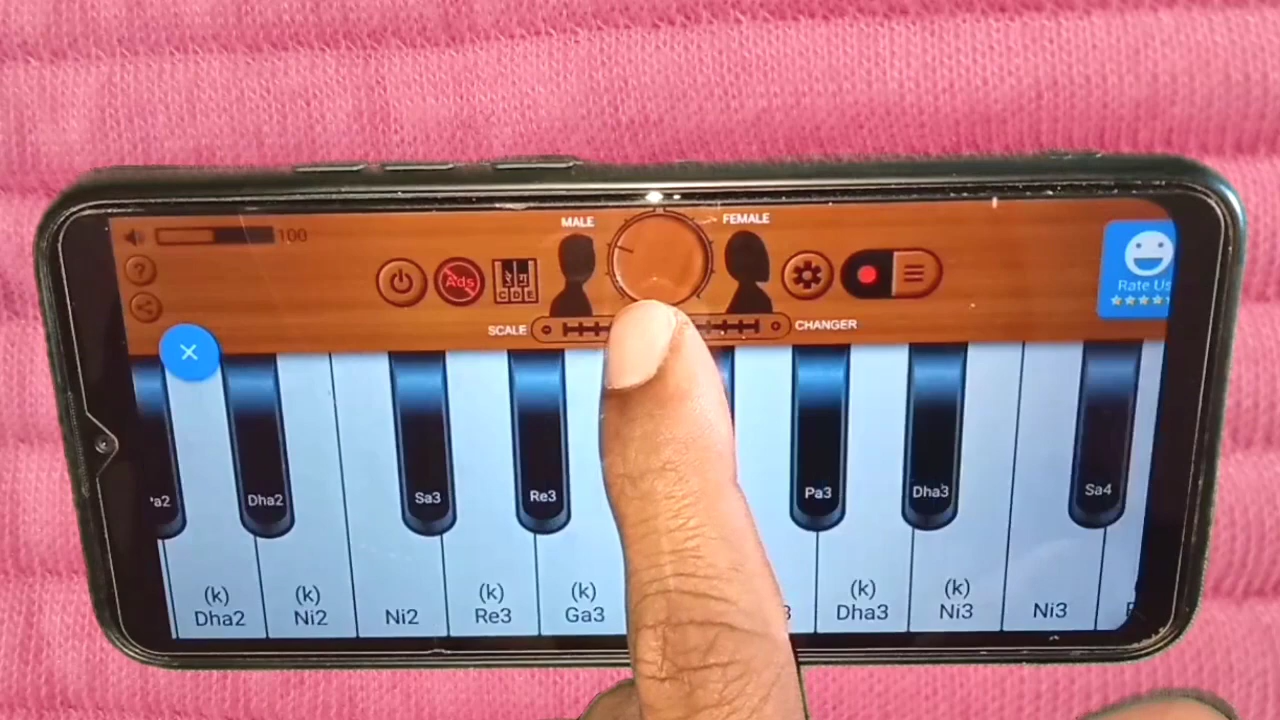 100
MALE
FEMALE
Ads
C D E
Rate Us
SCALE
CHANGER
Dha2
Sa3
Re3
Pa3
Dha3
Sa4
(k)
Dha2
(k)
Ni2
Ni2
(k)
Re3
(k)
Ga3
(k)
Dha3
(k)
Ni3
Ni3